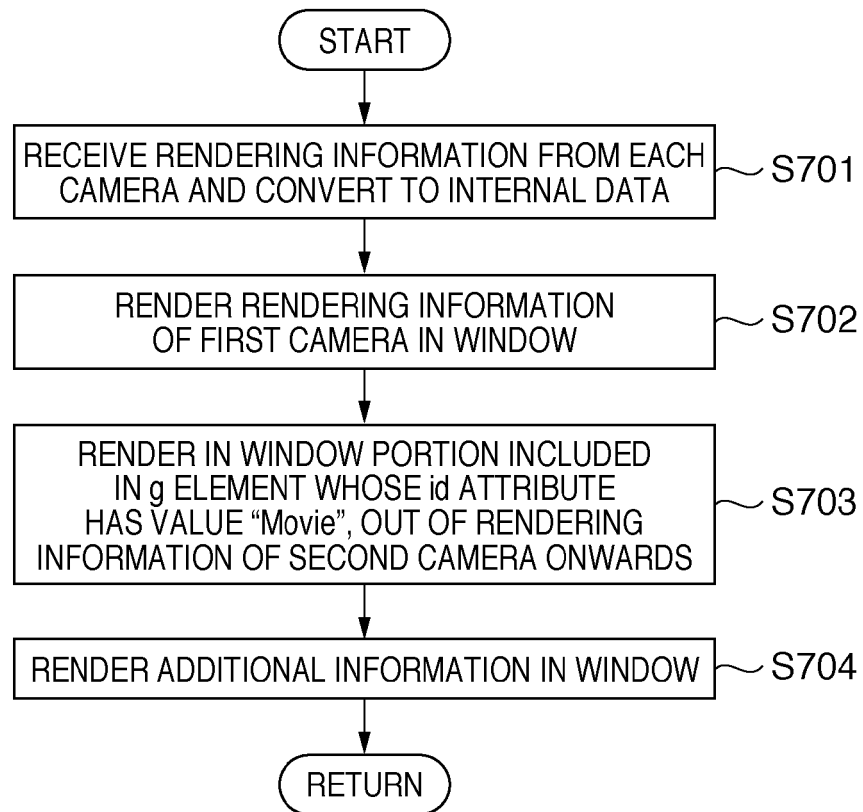 START
RECEIVE RENDERING INFORMATION FROM EACH
CAMERA AND CONVERT TO INTERNAL DATA
S701
RENDER RENDERING INFORMATION
OF FIRST CAMERA IN WINDOW
S702
RENDER IN WINDOW PORTION INCLUDED
IN g ELEMENT WHOSE id ATTRIBUTE
HAS VALUE “Movie”, OUT OF RENDERING
INFORMATION OF SECOND CAMERA ONWARDS
S703
RENDER ADDITIONAL INFORMATION IN WINDOW
S704
RETURN